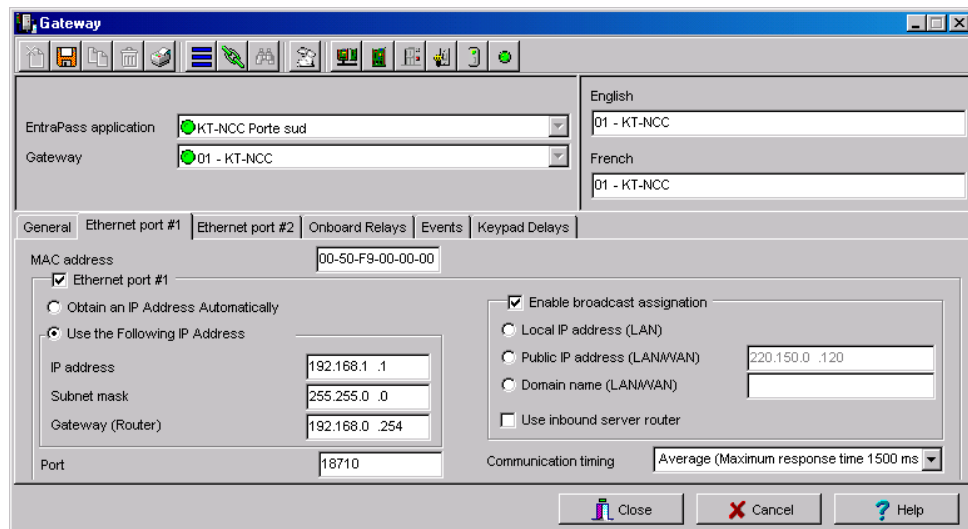 Gateway
English
EntraPass application KT-NCC Porte sud 01 - KT-NCC
Gateway 01 - KT-NCC French
01 - KT-NCC
General Ethernet port #1 Ethernet port #2 Onboard Relays Events Keypad Delays
MAC address 00-50-F9-00-00-00
Ethernet port #1
Obtain an IP Address Automatically Enable broadcast assignation
Use the Following IP Address Local IP address (LAN)
IP address 192.168.1 .1 Public IP address (LAN/WAN) 220.150.0 .120
Subnet mask 255.255.0 .0 Domain name (LAN/WAN)
Gateway (Router) 192.168.0 .254 Use inbound server router
Port 18710 Communication timing Average (Maximum response time 1500 ms
Close Cancel Help